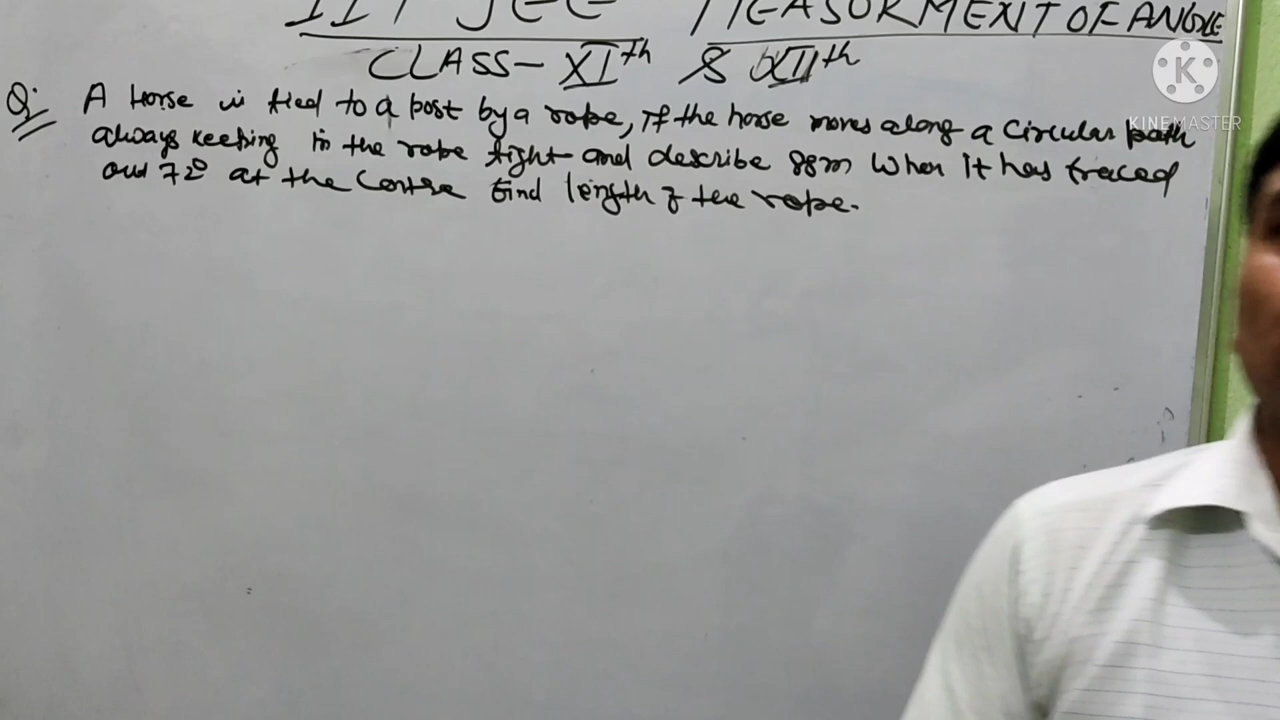 IIT JEE MEASURMENT OF ANGLE
CLASS-XIth & XIIth
K
KINEMASTER
Q: A Horse is tied to a post by a rope, If the horse moves along a circular path
always keeping in the rope tight and describe 88m when it has traced
out 72° at the centre find length of the rope.